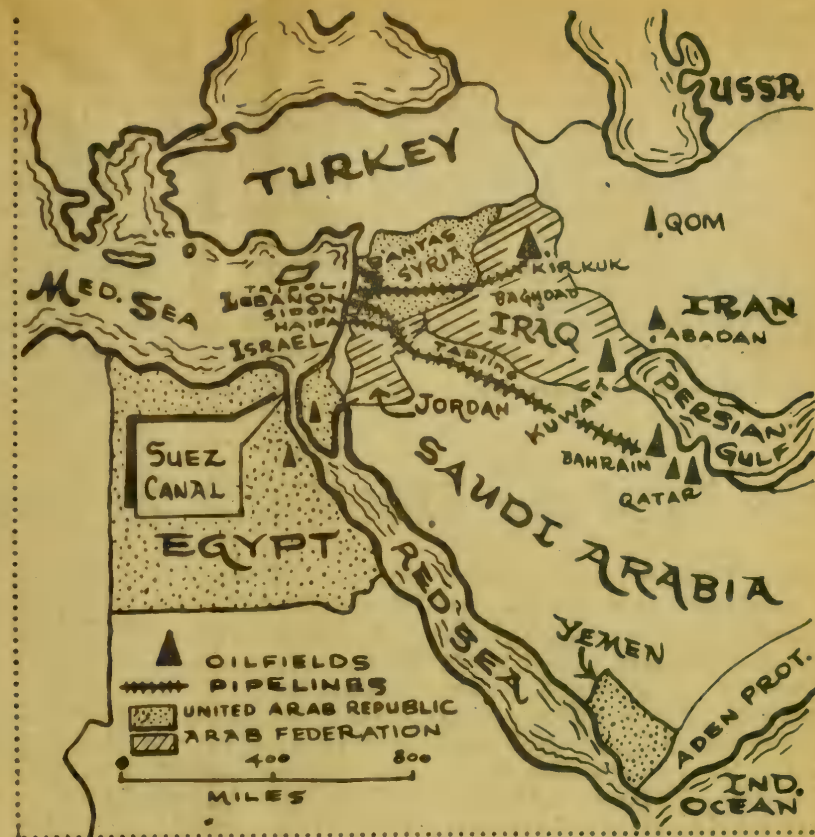 USSR
TURKEY
QOM
BANYAS
SYRIA
KIRKUK
MED. SEA
TRIPOL
LEBANON
SIDON
HAIFA
ISRAEL
BAGHDAD
IRAQ
IRAN
ABADAN
TAPLINE
JORDAN
KUWAIT
PERSIAN
GULF
BAHRAIN
QATAR
SUEZ
CANAL
EGYPT
SAUDI ARABIA
RED SEA
YEMEN
ADEN PROT.
IND.
OCEAN
OILFIELDS
PIPELINES
UNITED ARAB REPUBLIC
ARAB FEDERATION
400 800
MILES